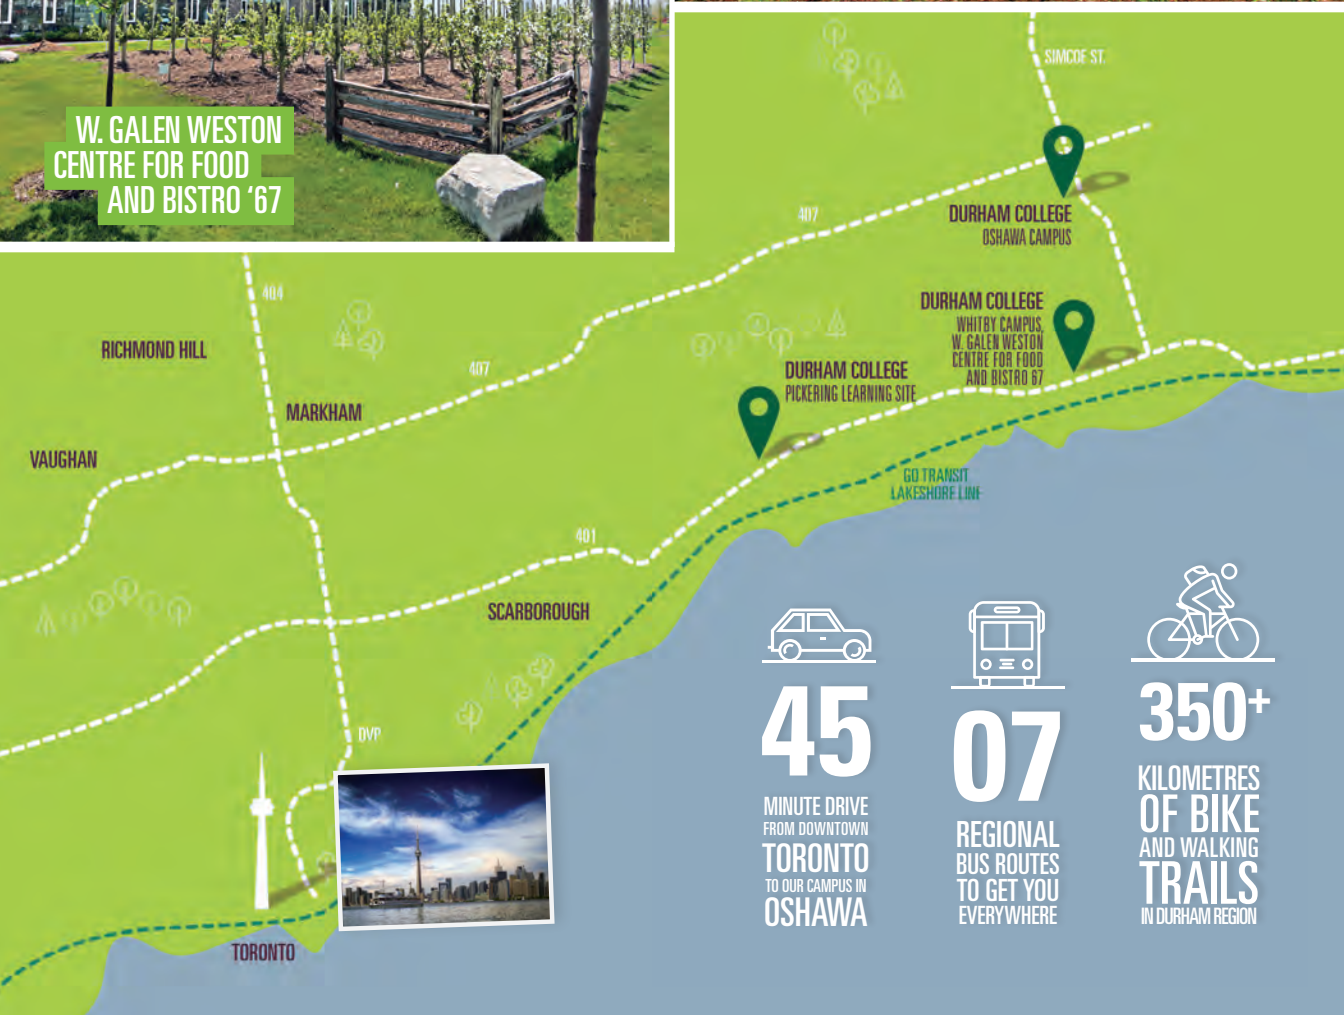 W. GALEN WESTON
CENTRE FOR FOOD
AND BISTRO ‘67
SIMCOE ST.
407
DURHAM COLLEGE
OSHAWA CAMPUS
404
RICHMOND HILL
DURHAM COLLEGE
WHITBY CAMPUS,
W. GALEN WESTON
CENTRE FOR FOOD
AND BISTRO 67
407
DURHAM COLLEGE
PICKERING LEARNING SITE
MARKHAM
VAUGHAN
GO TRANSIT
LAKESHORE LINE
401
SCARBOROUGH
DVP
TORONTO
45
MINUTE DRIVE
FROM DOWNTOWN
TORONTO
TO OUR CAMPUS IN
OSHAWA
07
REGIONAL
BUS ROUTES
TO GET YOU
EVERYWHERE
350+
KILOMETRES
OF BIKE
AND WALKING
TRAILS
IN DURHAM REGION